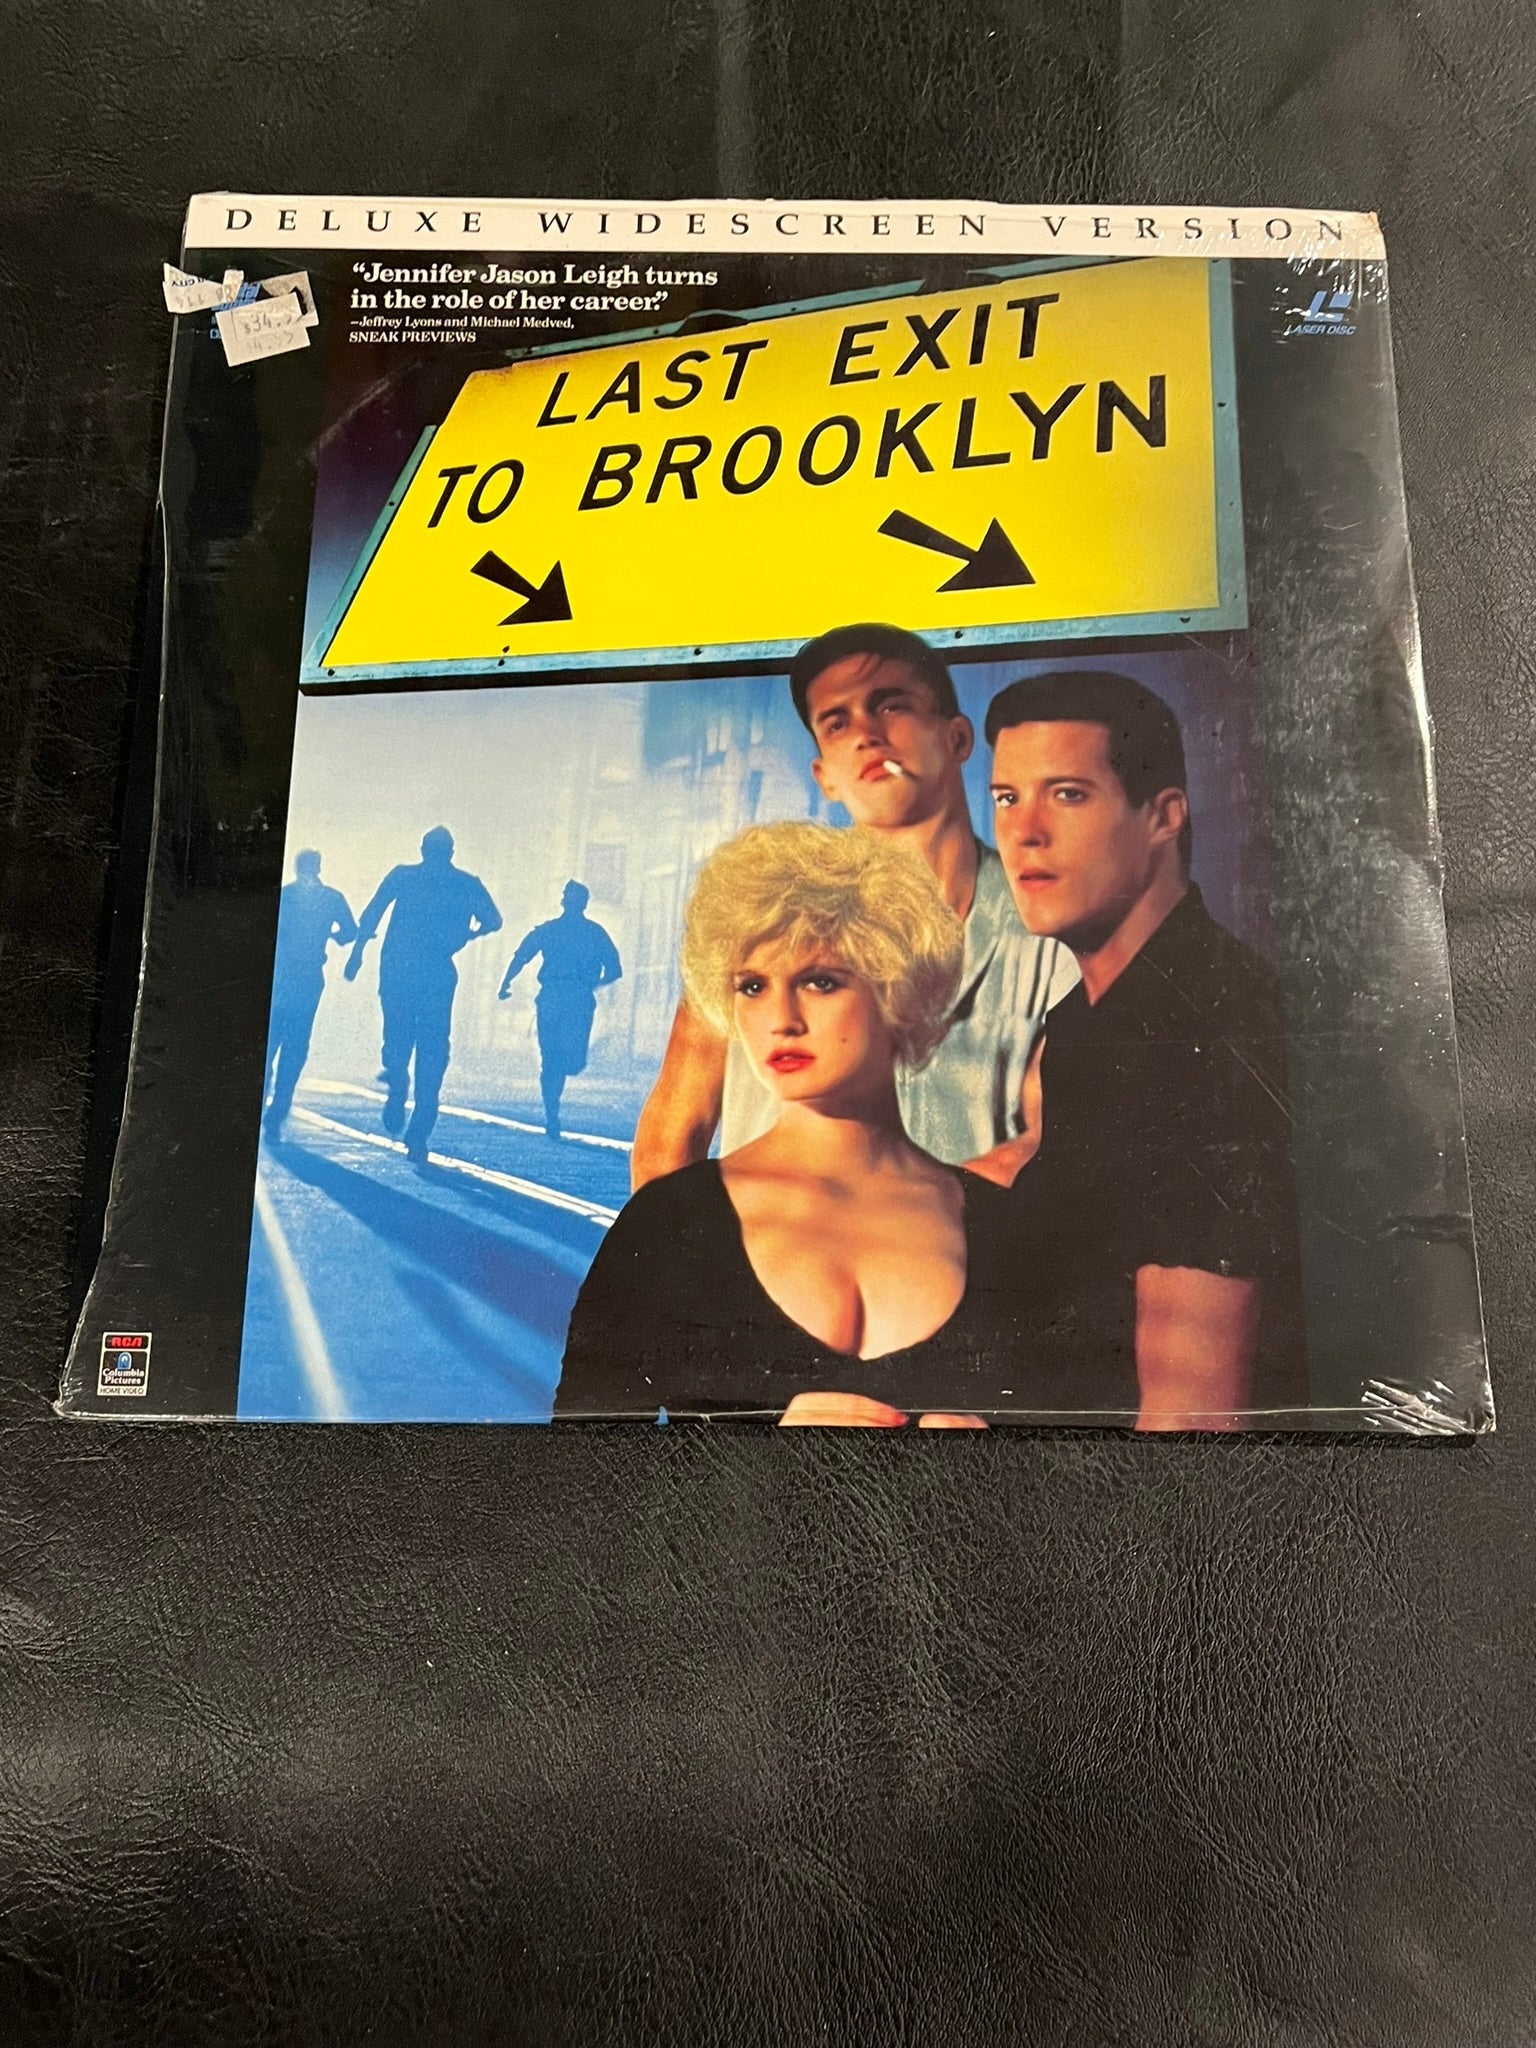 DELUXE WIDESCREEN VERSION
"Jennifer Jason Leigh turns
in the role of her career."
–Jeffrey Lyons and Michael Medved,
SNEAK PREVIEWS
LASER DISC
LAST EXIT
TO BROOKLYN
RCA
Columbia
Pictures
HOME VIDEO